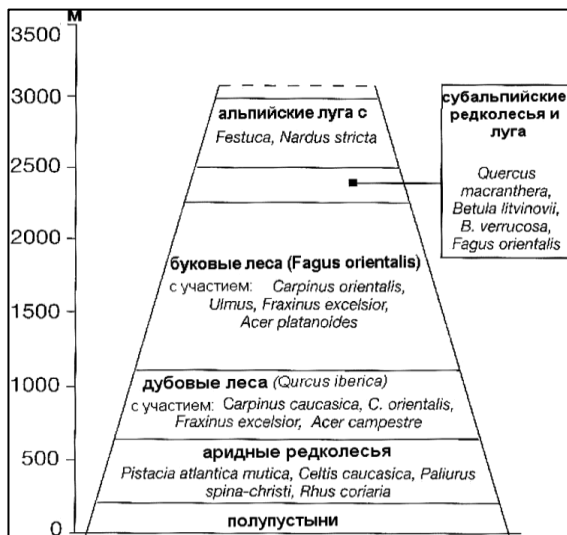 м
3500
3000
2500
2000
1500
1000
500
0
альпийские луга с
Festuca, Nardus stricta
субальпийские
редколесья и
луга
Quercus
macranthera,
Betula litvinovii,
B. verrucosa,
Fagus orientalis
буковые леса (Fagus orientalis)
с участием: Carpinus orientalis,
Ulmus, Fraxinus excelsior,
Acer platanoides
дубовые леса (Qurcus iberica)
с участием: Carpinus caucasica, C. orientalis,
Fraxinus excelsior, Acer campestre
аридные редколесья
Pistacia atlantica mutica, Celtis caucasica, Paliurus
spina-christi, Rhus coriaria
полупустыни